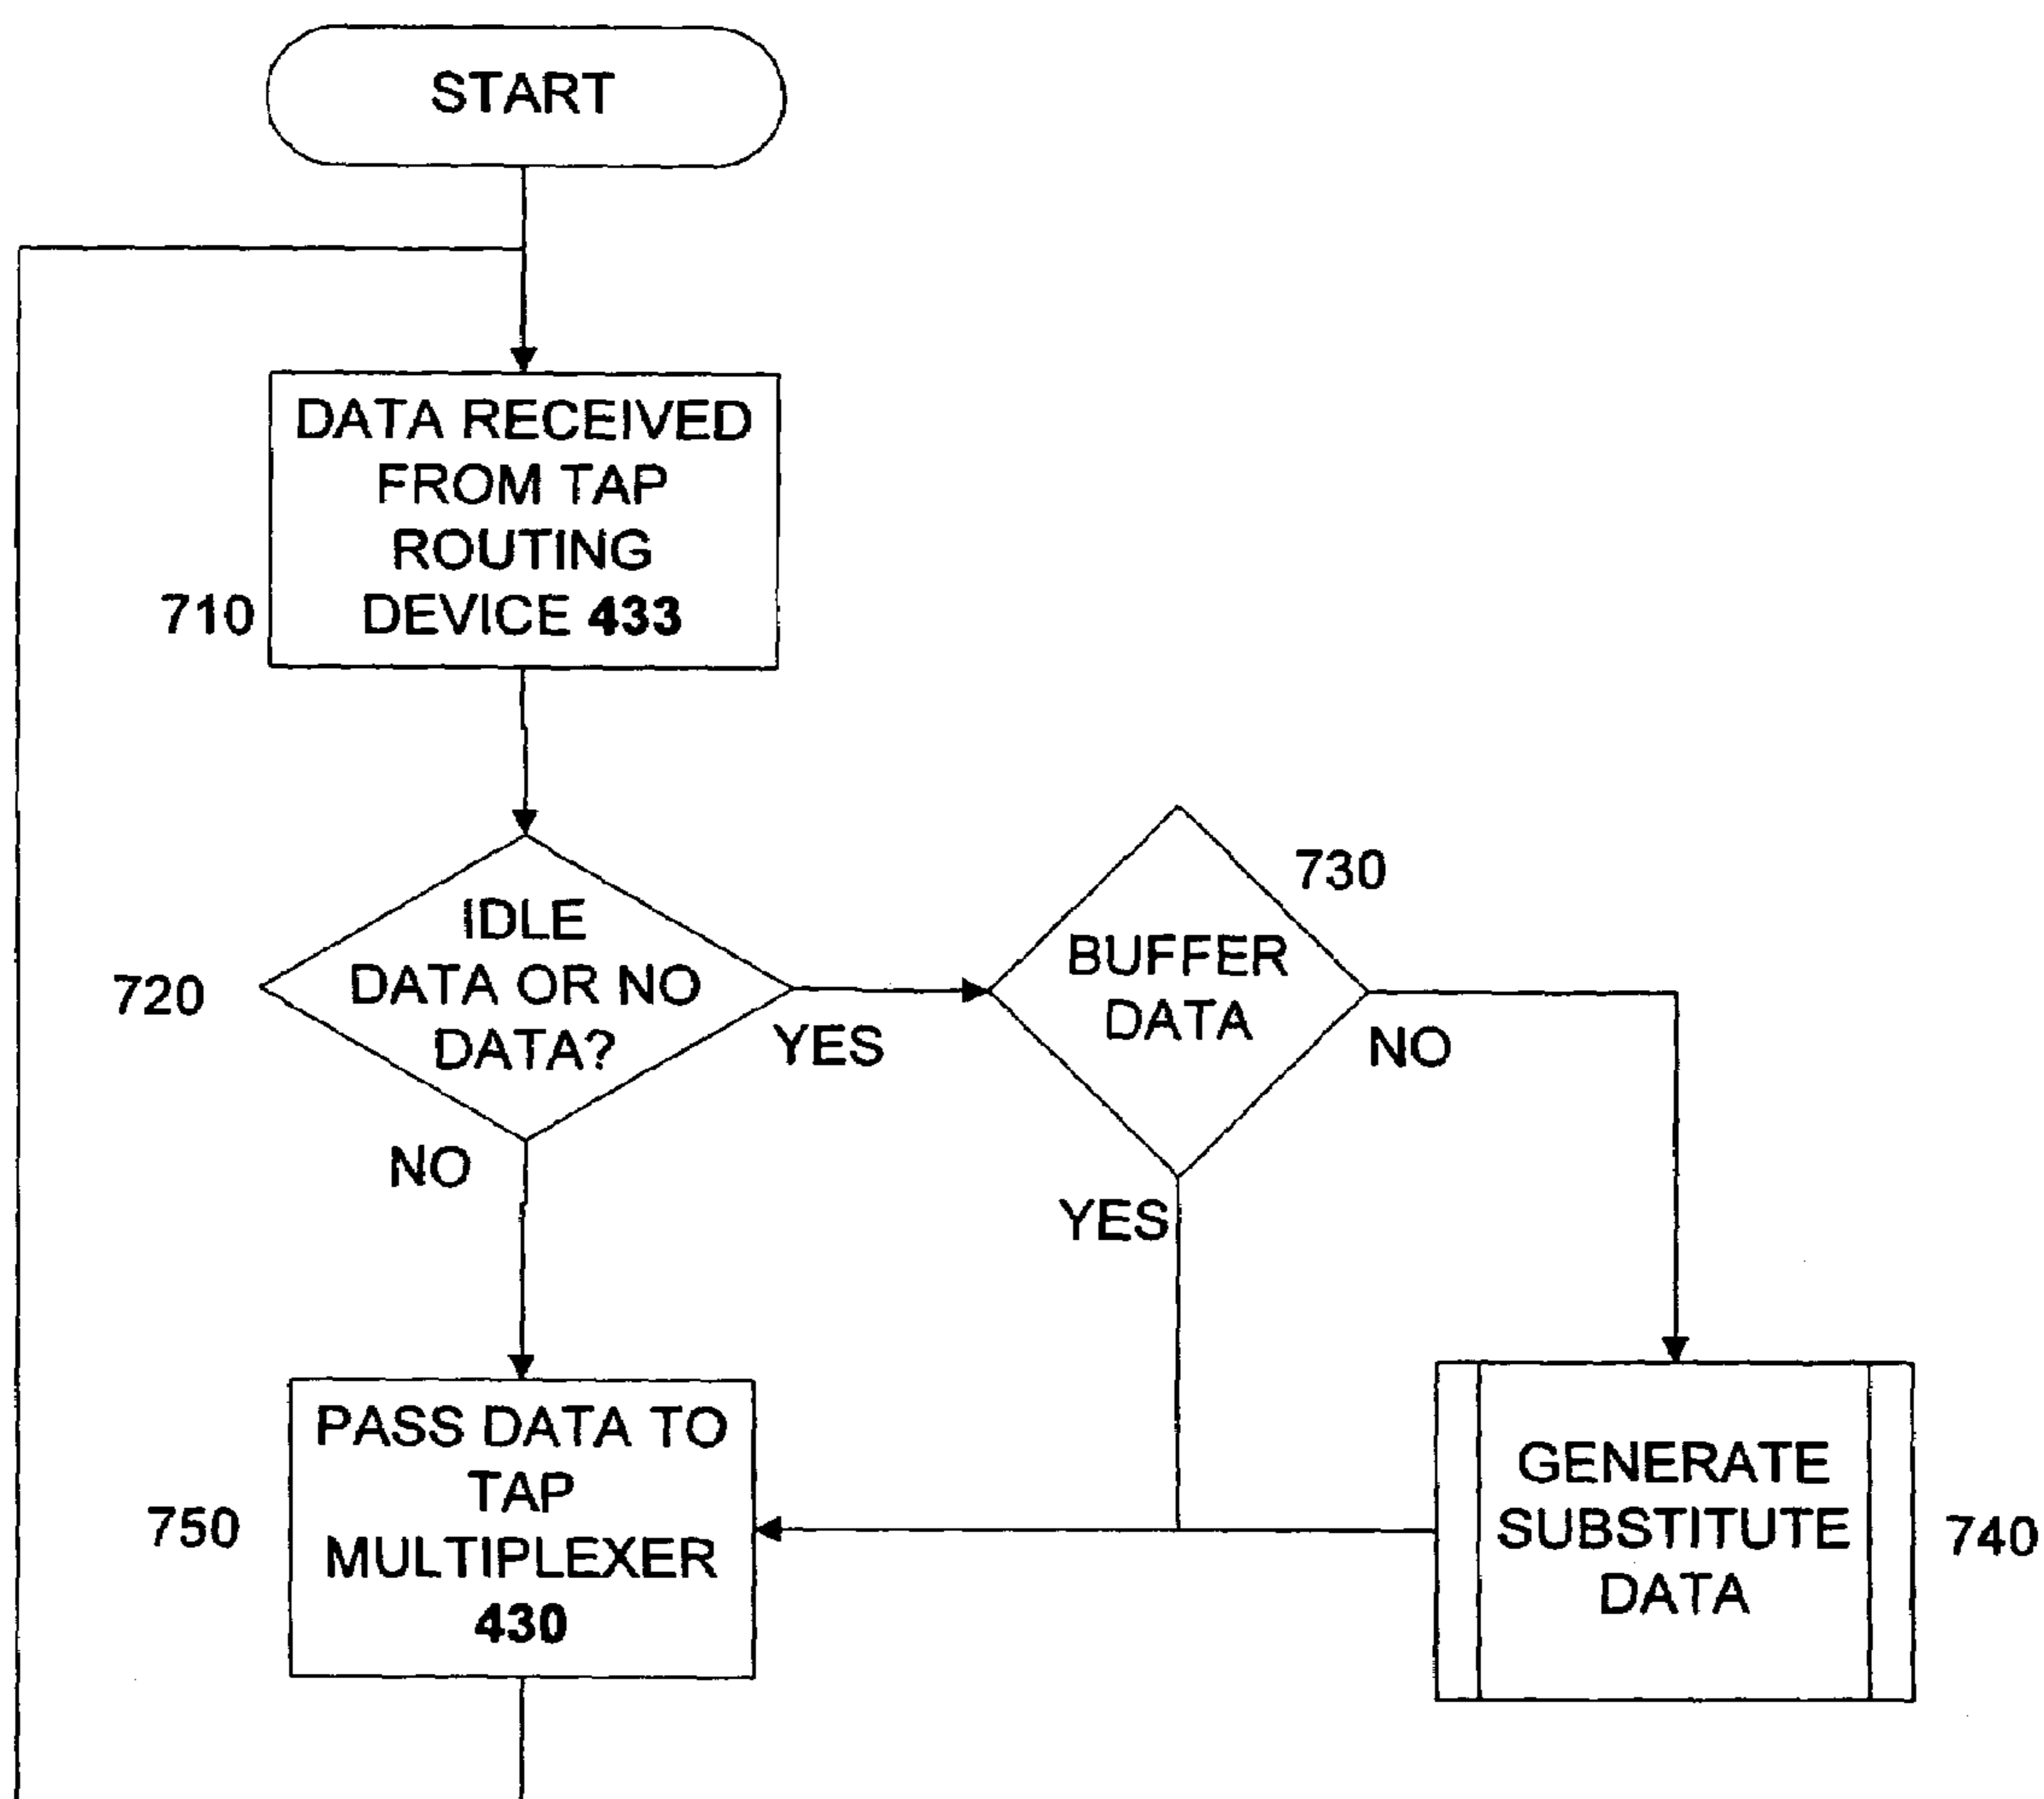 START
DATA RECEIVED
FROM TAP
ROUTING
DEVICE 433
710
IDLE
DATA OR NO
DATA?
720
YES
NO
BUFFER
DATA
730
NO
YES
PASS DATA TO
TAP
MULTIPLEXER
430
750
GENERATE
SUBSTITUTE
DATA
740